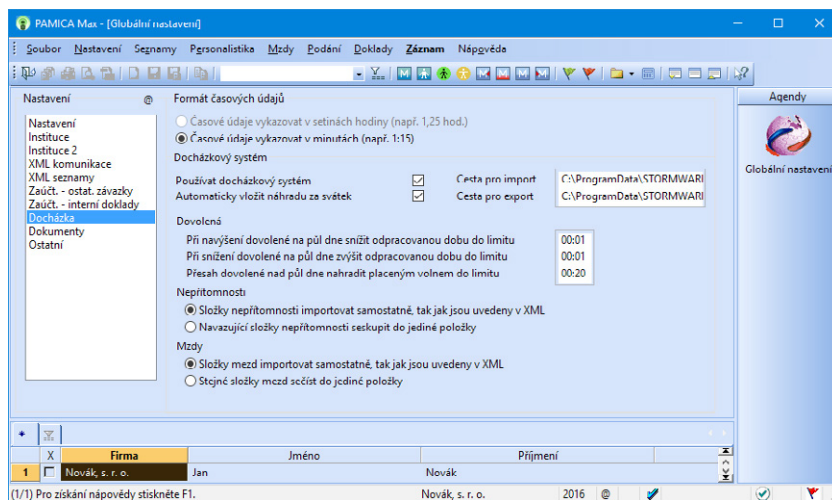 PAMICA Max - [Globální nastavení]
Soubor Nastavení Seznamy Personalistika Mzdy Podání Doklady Záznam Nápověda
Nastavení @
Nastavení
Instituce
Instituce 2
XML komunikace
XML seznamy
Zaúčt. - ostat. závazky
Zaúčt. - interní doklady
Docházka
Dokumenty
Ostatní
Formát časových údajů
Časové údaje vykazovat v setinách hodiny (např. 1,25 hod.)
Časové údaje vykazovat v minutách (např. 1:15)
Docházkový systém
Používat docházkový systém Cesta pro import C:\ProgramData\STORMWARI
Automaticky vložit náhradu za svátek Cesta pro export C:\ProgramData\STORMWARI
Dovolená
Při navýšení dovolené na půl dne snížit odpracovanou dobu do limitu 00:01
Při snížení dovolené na půl dne zvýšit odpracovanou dobu do limitu 00:01
Přesah dovolené nad půl dne nahradit placeným volnem do limitu 00:20
Nepřítomnosti
Složky nepřítomnosti importovat samostatně, tak jak jsou uvedeny v XML
Navazující složky nepřítomnosti seskupit do jediné položky
Mzdy
Složky mezd importovat samostatně, tak jak jsou uvedeny v XML
Stejné složky mezd sečíst do jediné položky
Agendy
Globální nastavení
X Firma Jméno Příjmení
1 Novák, s. r. o. Jan Novák
(1/1) Pro získání nápovědy stiskněte F1. Novák, s. r. o. 2016 @